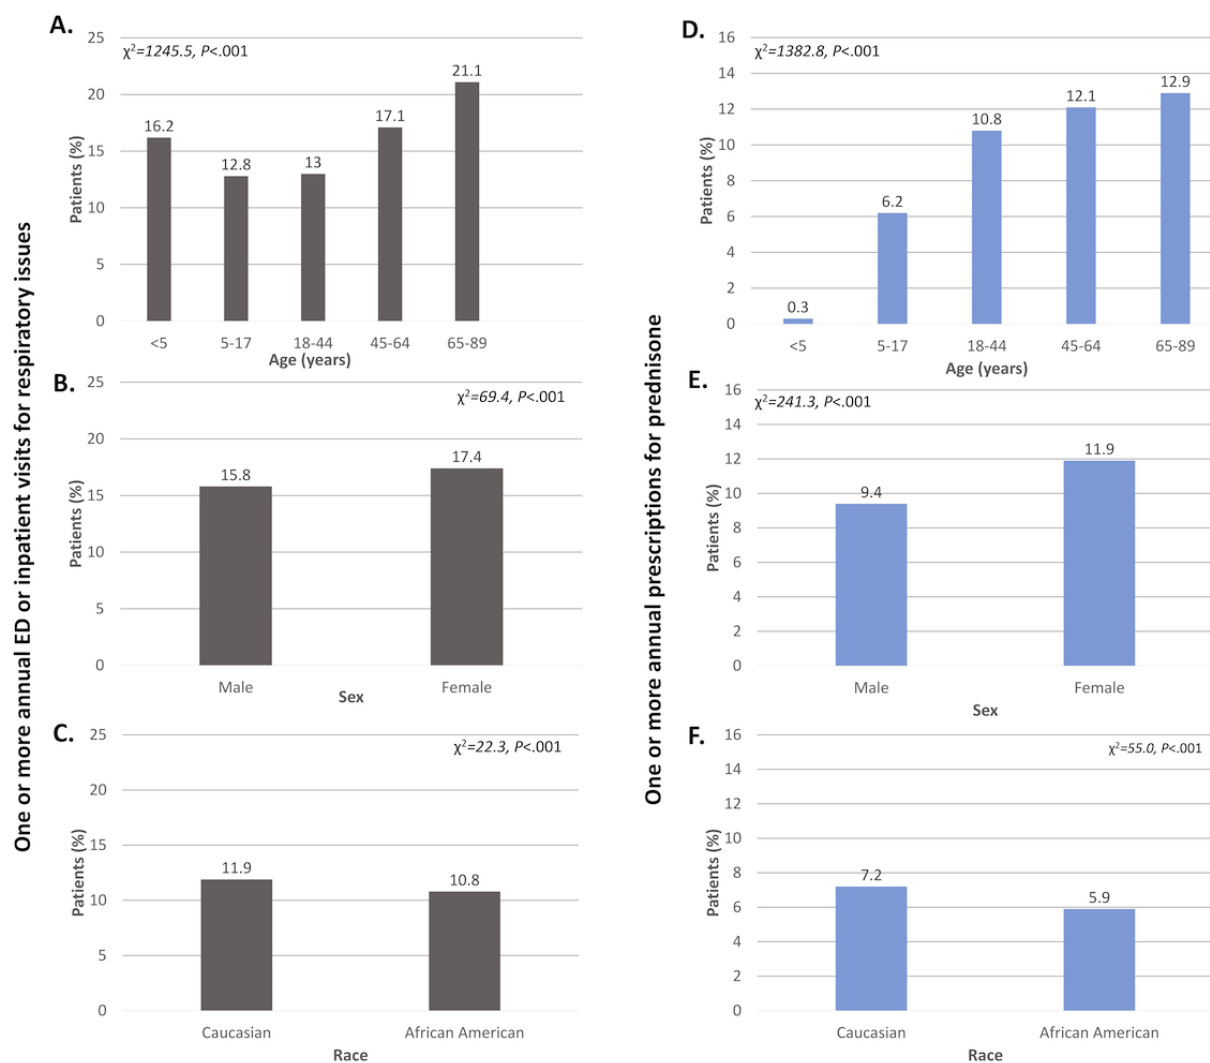 One or more annual ED or inpatient visits for respiratory issues
A.
χ²=1245.5, P<.001
Patients (%)
25
20
15
10
5
0
16.2
12.8
13
17.1
21.1
<5
5-17
18-44
45-64
65-89
Age (years)
B.
χ²=69.4, P<.001
Patients (%)
25
20
15
10
5
0
15.8
17.4
Male
Female
Sex
C.
χ²=22.3, P<.001
Patients (%)
25
20
15
10
5
0
11.9
10.8
Caucasian
African American
Race
One or more annual prescriptions for prednisone
D.
χ²=1382.8, P<.001
Patients (%)
16
14
12
10
8
6
4
2
0
0.3
6.2
10.8
12.1
12.9
<5
5-17
18-44
45-64
65-89
Age (years)
E.
χ²=241.3, P<.001
Patients (%)
16
14
12
10
8
6
4
2
0
9.4
11.9
Male
Female
Sex
F.
χ²=55.0, P<.001
Patients (%)
16
14
12
10
8
6
4
2
0
7.2
5.9
Caucasian
African American
Race